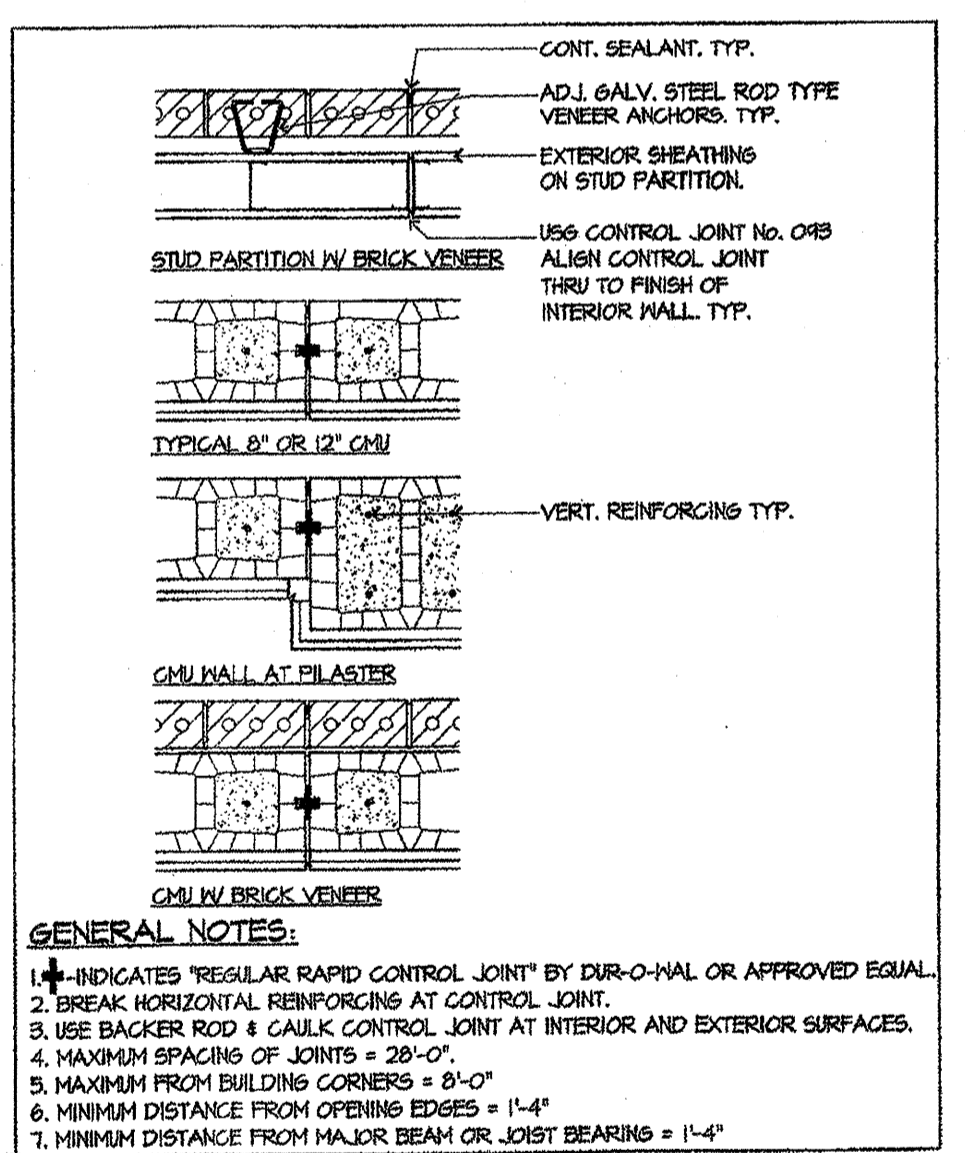 CONT. SEALANT. TYP.
ADJ. GALV. STEEL ROD TYPE
VENEER ANCHORS. TYP.
EXTERIOR SHEATHING
ON STUD PARTITION.
USG CONTROL JOINT No. 093
ALIGN CONTROL JOINT
THRU TO FINISH OF
INTERIOR WALL. TYP.
STUD PARTITION W/ BRICK VENEER
TYPICAL 8" OR 12" CMU
VERT. REINFORCING TYP.
CMU WALL AT PILASTER
CMU W/ BRICK VENEER
GENERAL NOTES:
1. -INDICATES "REGULAR RAPID CONTROL JOINT" BY DUR-O-WAL OR APPROVED EQUAL.
2. BREAK HORIZONTAL REINFORCING AT CONTROL JOINT.
3. USE BACKER ROD & CAULK CONTROL JOINT AT INTERIOR AND EXTERIOR SURFACES.
4. MAXIMUM SPACING OF JOINTS = 28'-0".
5. MAXIMUM FROM BUILDING CORNERS = 8'-0"
6. MINIMUM DISTANCE FROM OPENING EDGES = 1'-4"
7. MINIMUM DISTANCE FROM MAJOR BEAM OR JOIST BEARING = 1'-4"